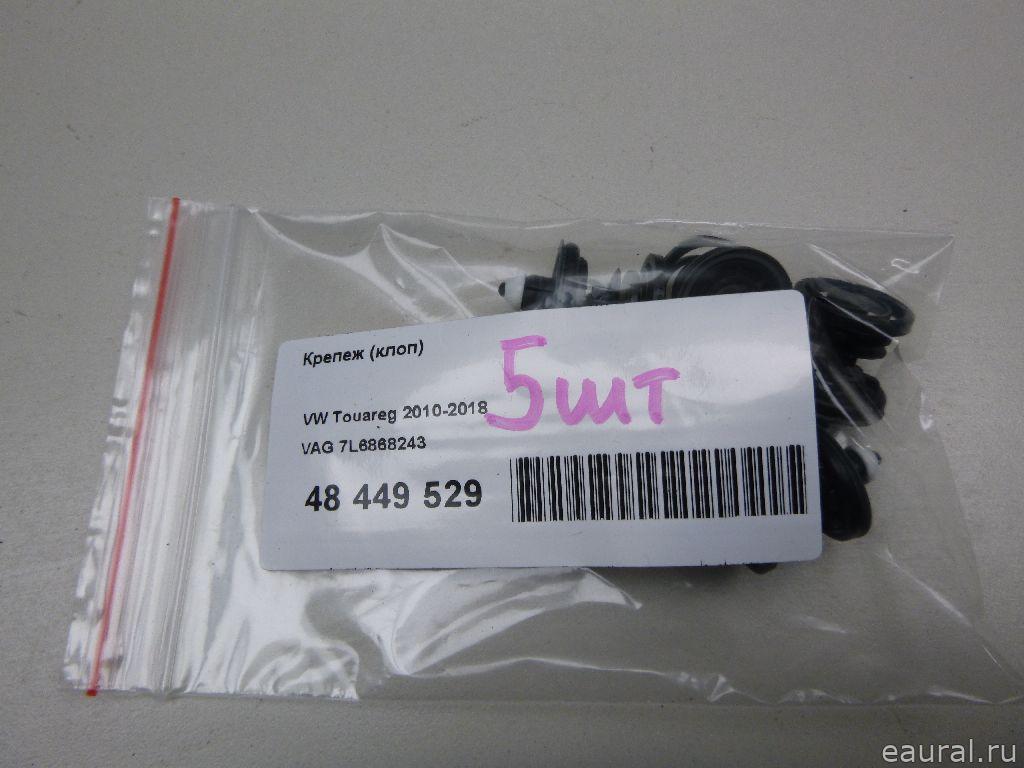 Крепеж (клоп)
5шт
VW Touareg 2010-2018
VAG 7L6868243
48 449 529
eaural.ru